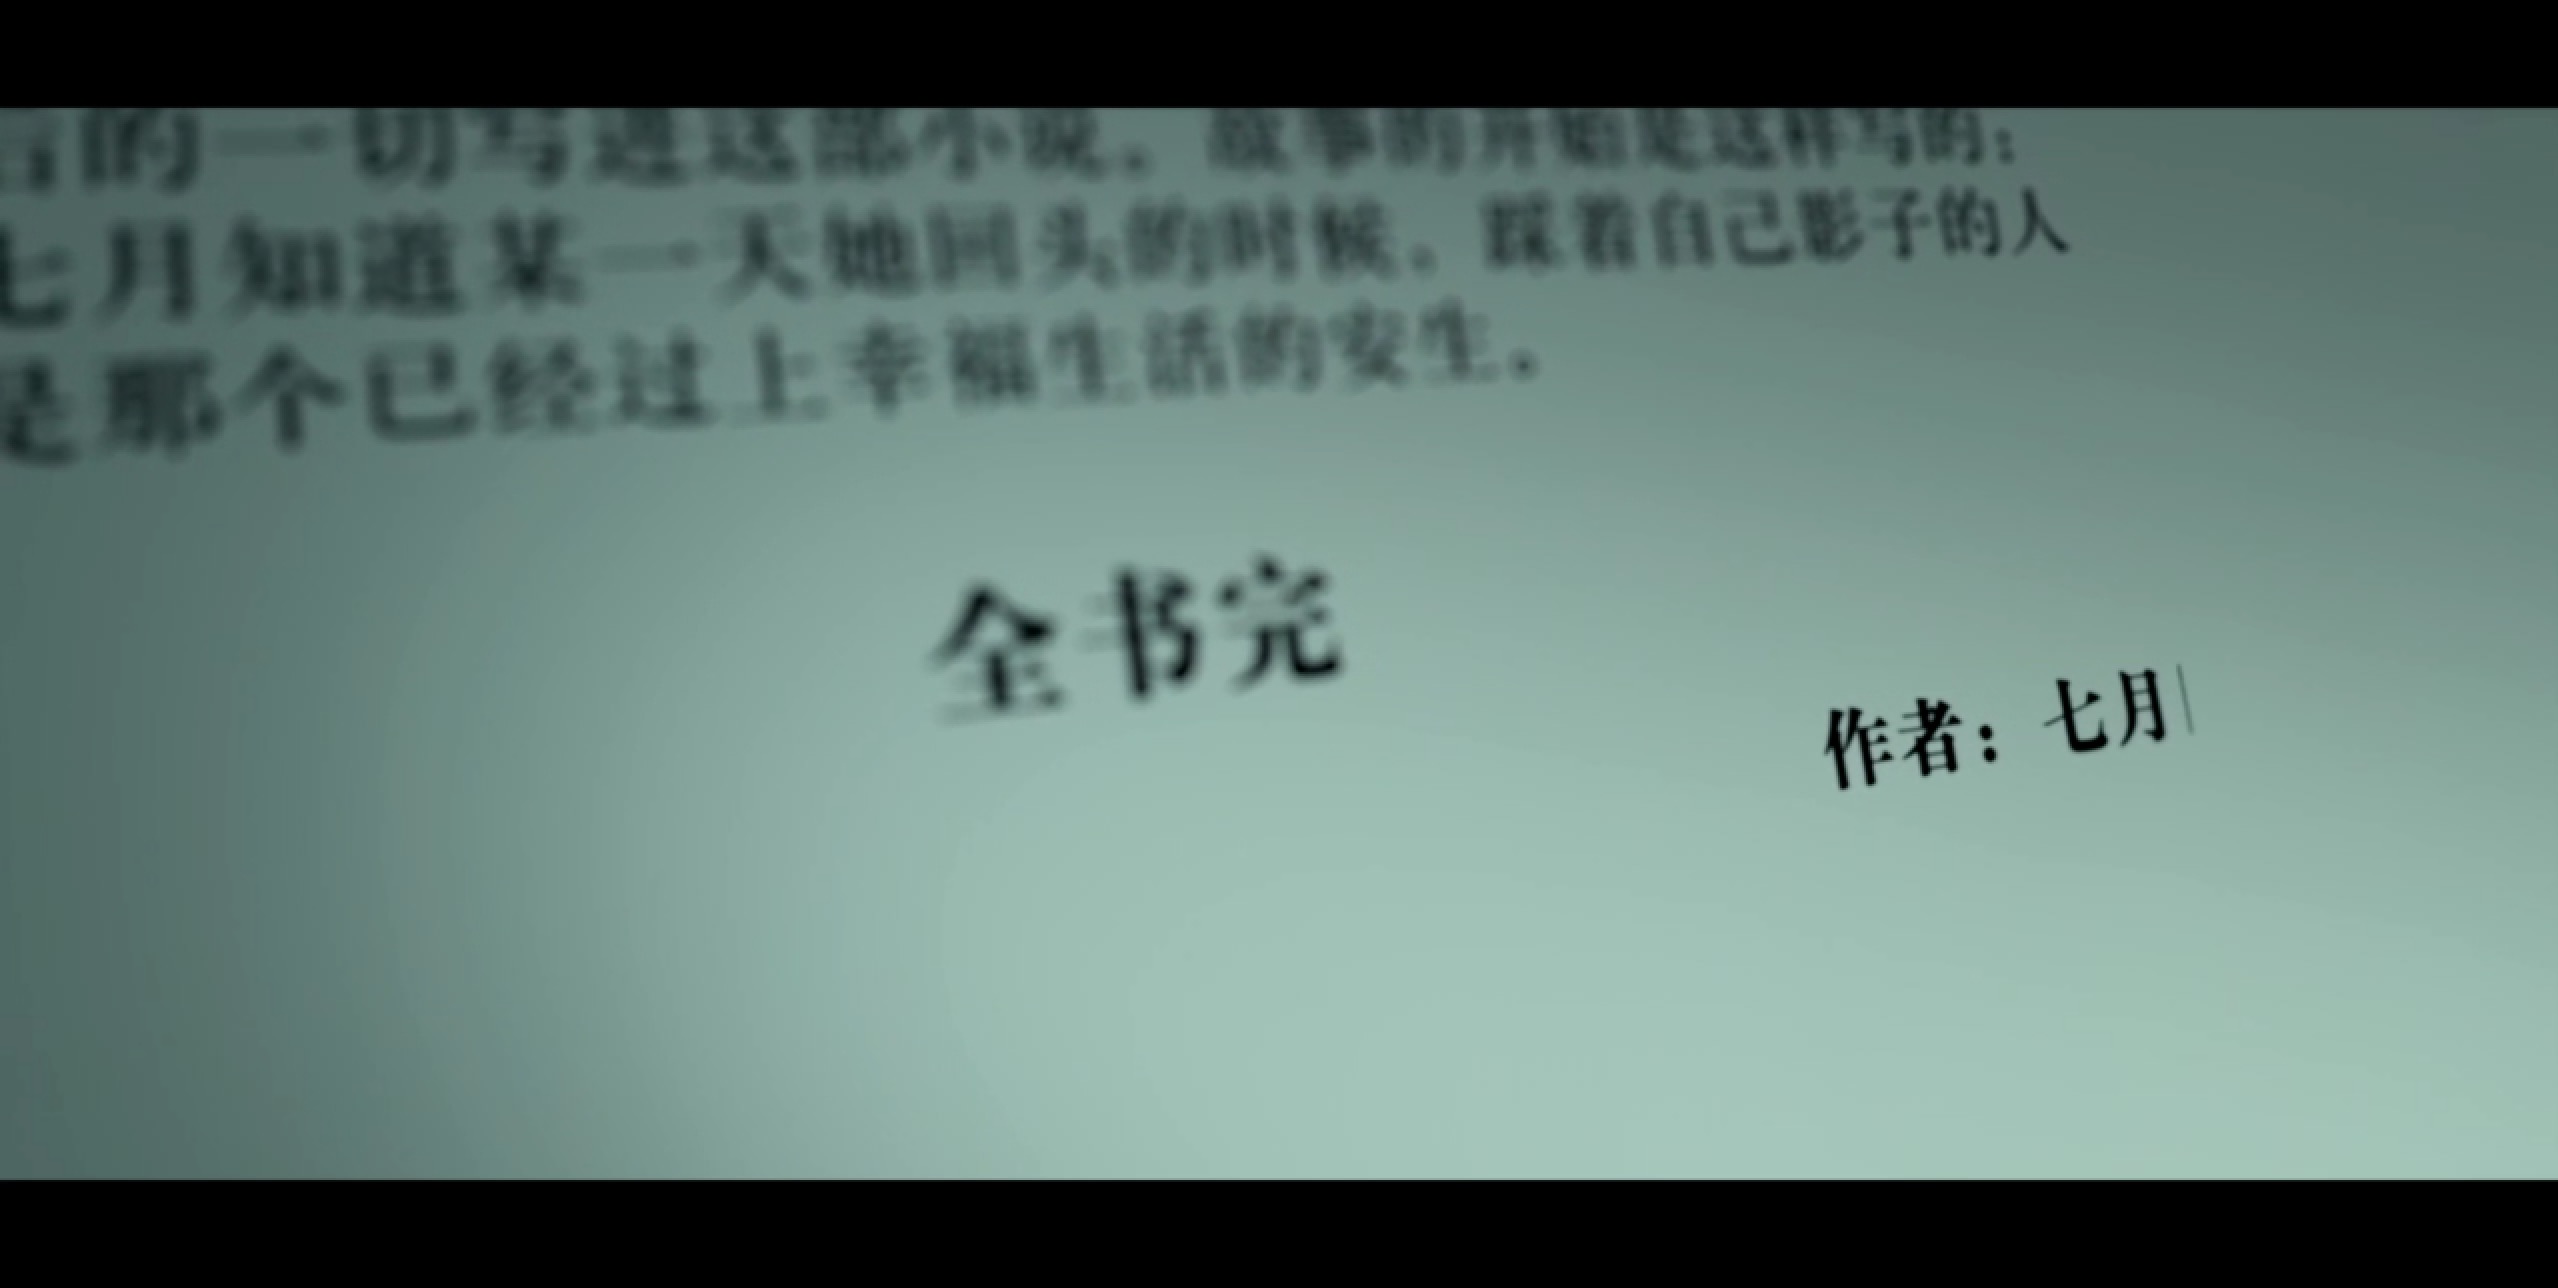 的一切写进这部小说。故事的开始是这样写的：
七月知道某一天她回头的时候，踩着自己影子的人
是那个已经过上幸福生活的安生。
全书完
作者：七月